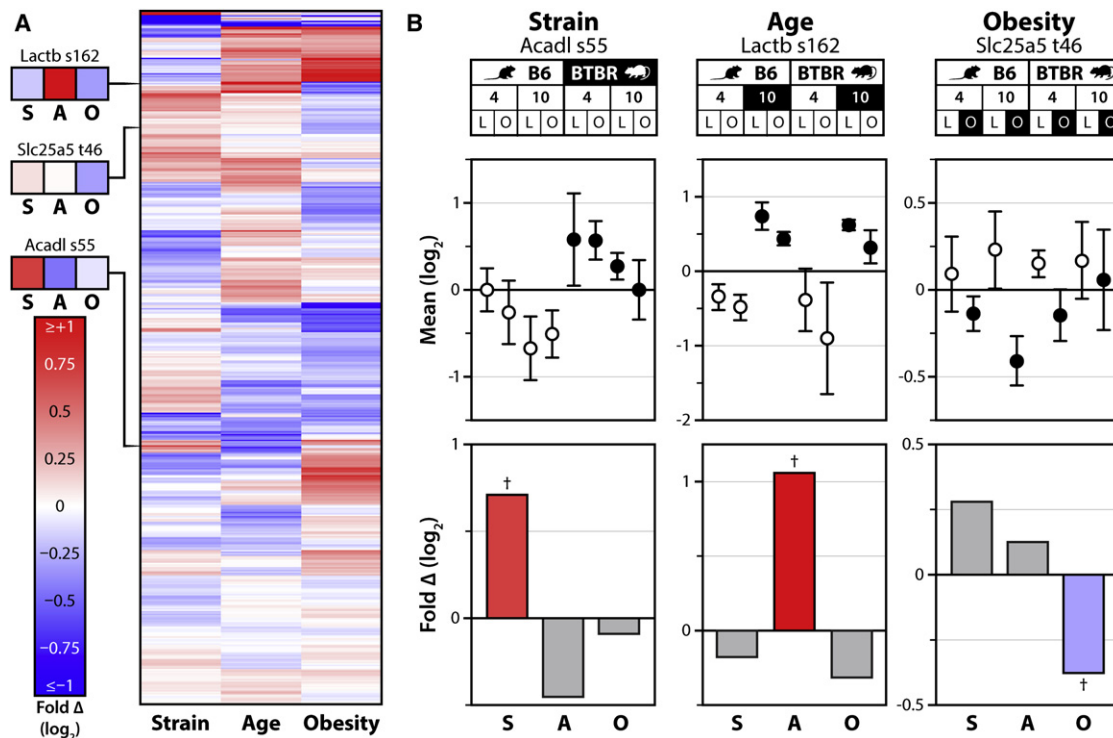 A
Lactb s162
S A O
Slc25a5 t46
S A O
Acadl s55
S A O
≥+1
0.75
0.5
0.25
0
−0.25
−0.5
−0.75
≤−1
Fold Δ
(log2)
Strain Age Obesity
B
Strain
Acadl s55
B6 BTBR
4 10 4 10
L O L O L O L O
Age
Lactb s162
B6 BTBR
4 10 4 10
L O L O L O L O
Obesity
Slc25a5 t46
B6 BTBR
4 10 4 10
L O L O L O L O
Mean (log2)
1
0
-1
1
0
-1
-2
0.5
0
-0.5
Fold Δ (log2)
1
0
†
S A O
1
0
†
S A O
0.5
0
-0.5
†
S A O